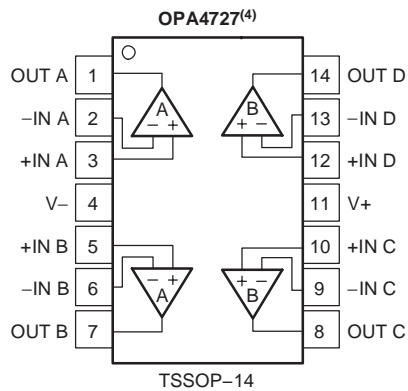 OPA4727(4)
OUT A 1 14 OUT D
−IN A 2 A B 13 −IN D
− + + −
+IN A 3 12 +IN D
V− 4 11 V+
+IN B 5 10 +IN C
− + + −
−IN B 6 A B 9 −IN C
OUT B 7 8 OUT C
TSSOP−14